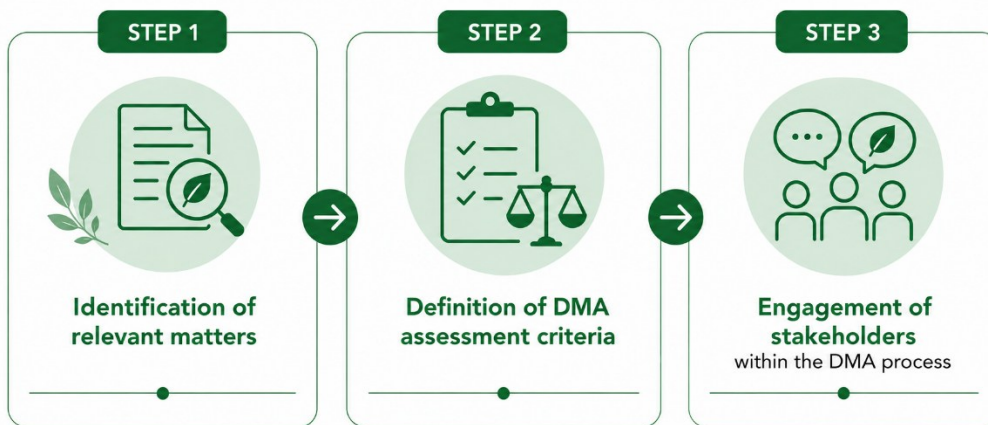 STEP 1
Identification of
relevant matters
STEP 2
Definition of DMA
assessment criteria
STEP 3
Engagement of
stakeholders
within the DMA process